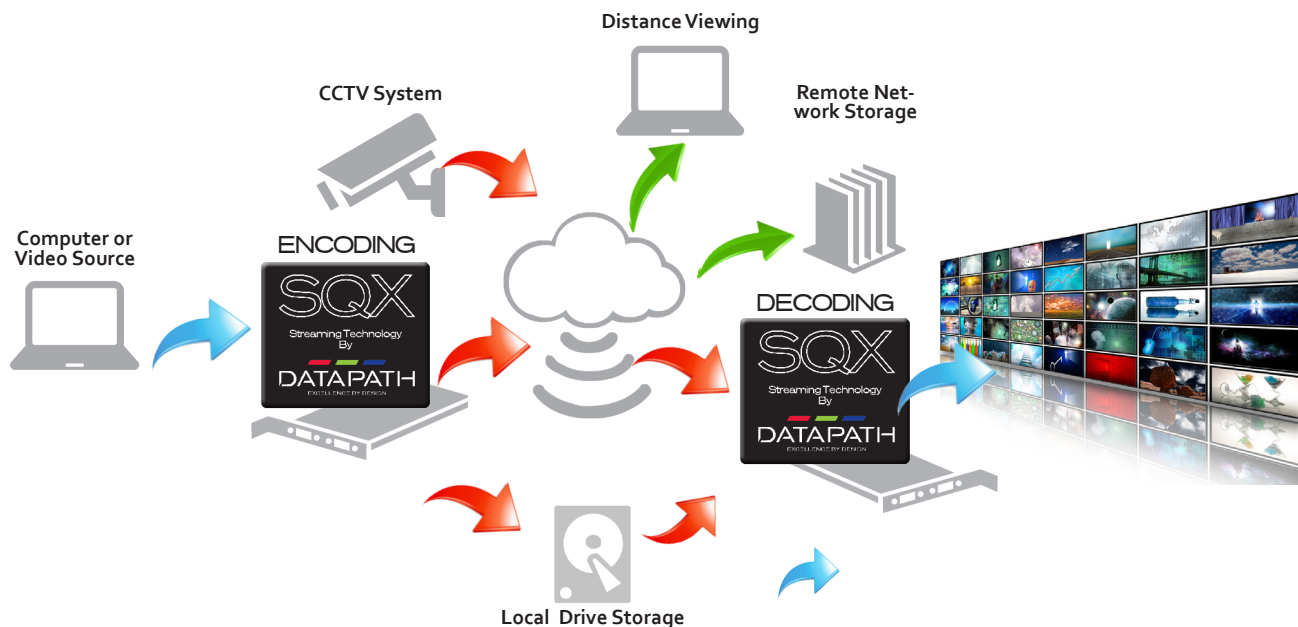 Distance Viewing
CCTV System
Remote Net-
work Storage
Computer or
Video Source
ENCODING
SQX
Streaming Technology
By
DATAPATH
EXCELLENCE BY DESIGN
DECODING
SQX
Streaming Technology
By
DATAPATH
EXCELLENCE BY DESIGN
Local Drive Storage